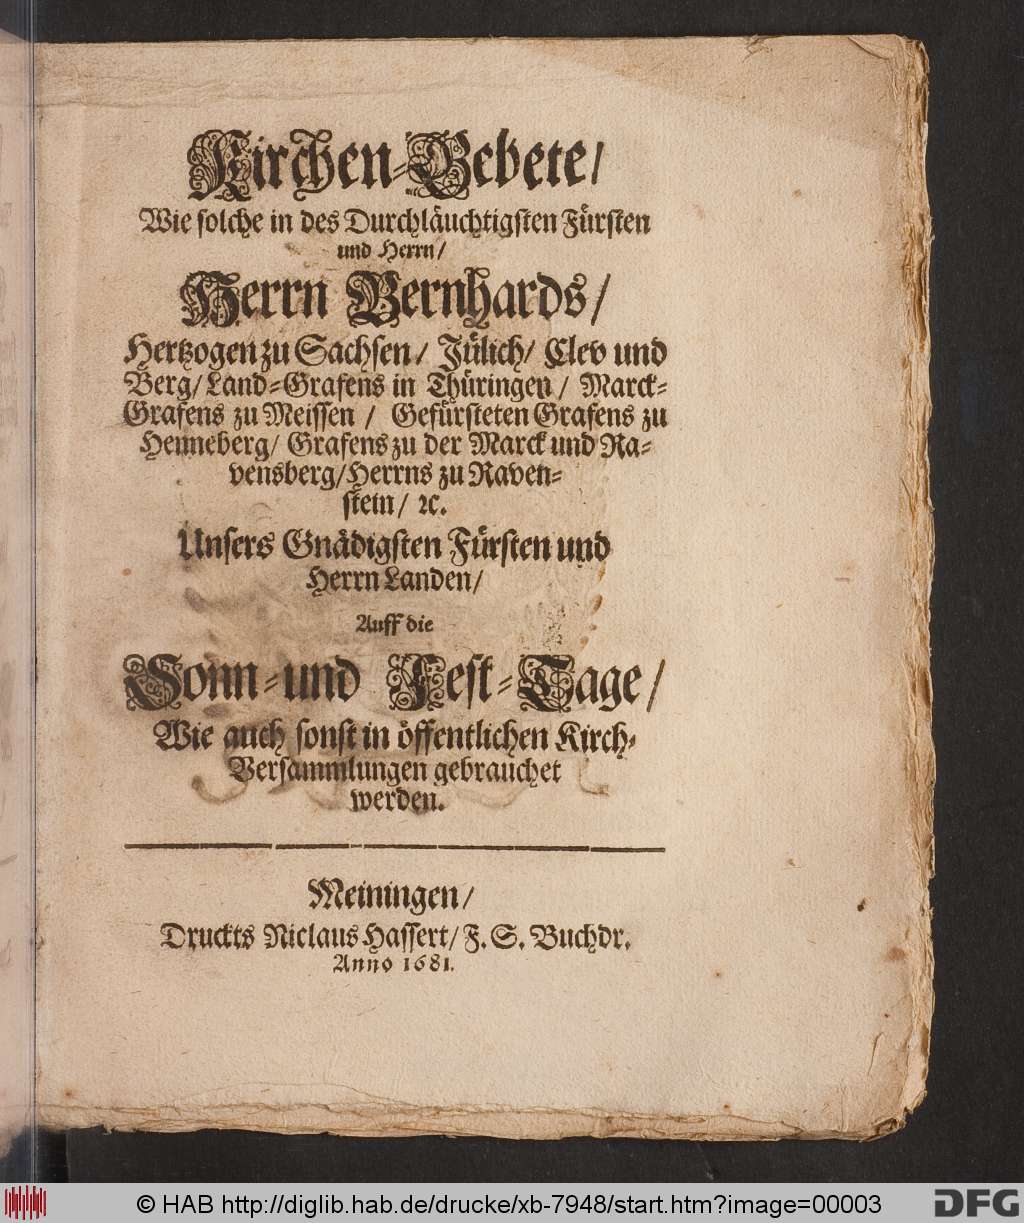 Kirchen-Gebete/
Wie solche in des Durchläuchtigsten Fürsten
und Herrn/
Herrn Bernhards/
Hertzogen zu Sachsen/ Jülich/ Clev und
Berg/ Land-Grafens in Thüringen/ Marck-
Grafens zu Meissen/ Gefürsteten Grafens zu
Henneberg/ Grafens zu der Marck und Ra-
vensberg/ Herrns zu Raven-
stein/ ꝛc.
Unsers Gnädigsten Fürsten und
Herrn Landen/
Auff die
Sonn- und Fest-Tage/
Wie auch sonst in öffentlichen Kirch-
Versammlungen gebrauchet
werden.
Meiningen/
Druckts Niclaus Hassert/ F. S. Buchdr.
Anno 1681.
© HAB http://diglib.hab.de/drucke/xb-7948/start.htm?image=00003
DFG